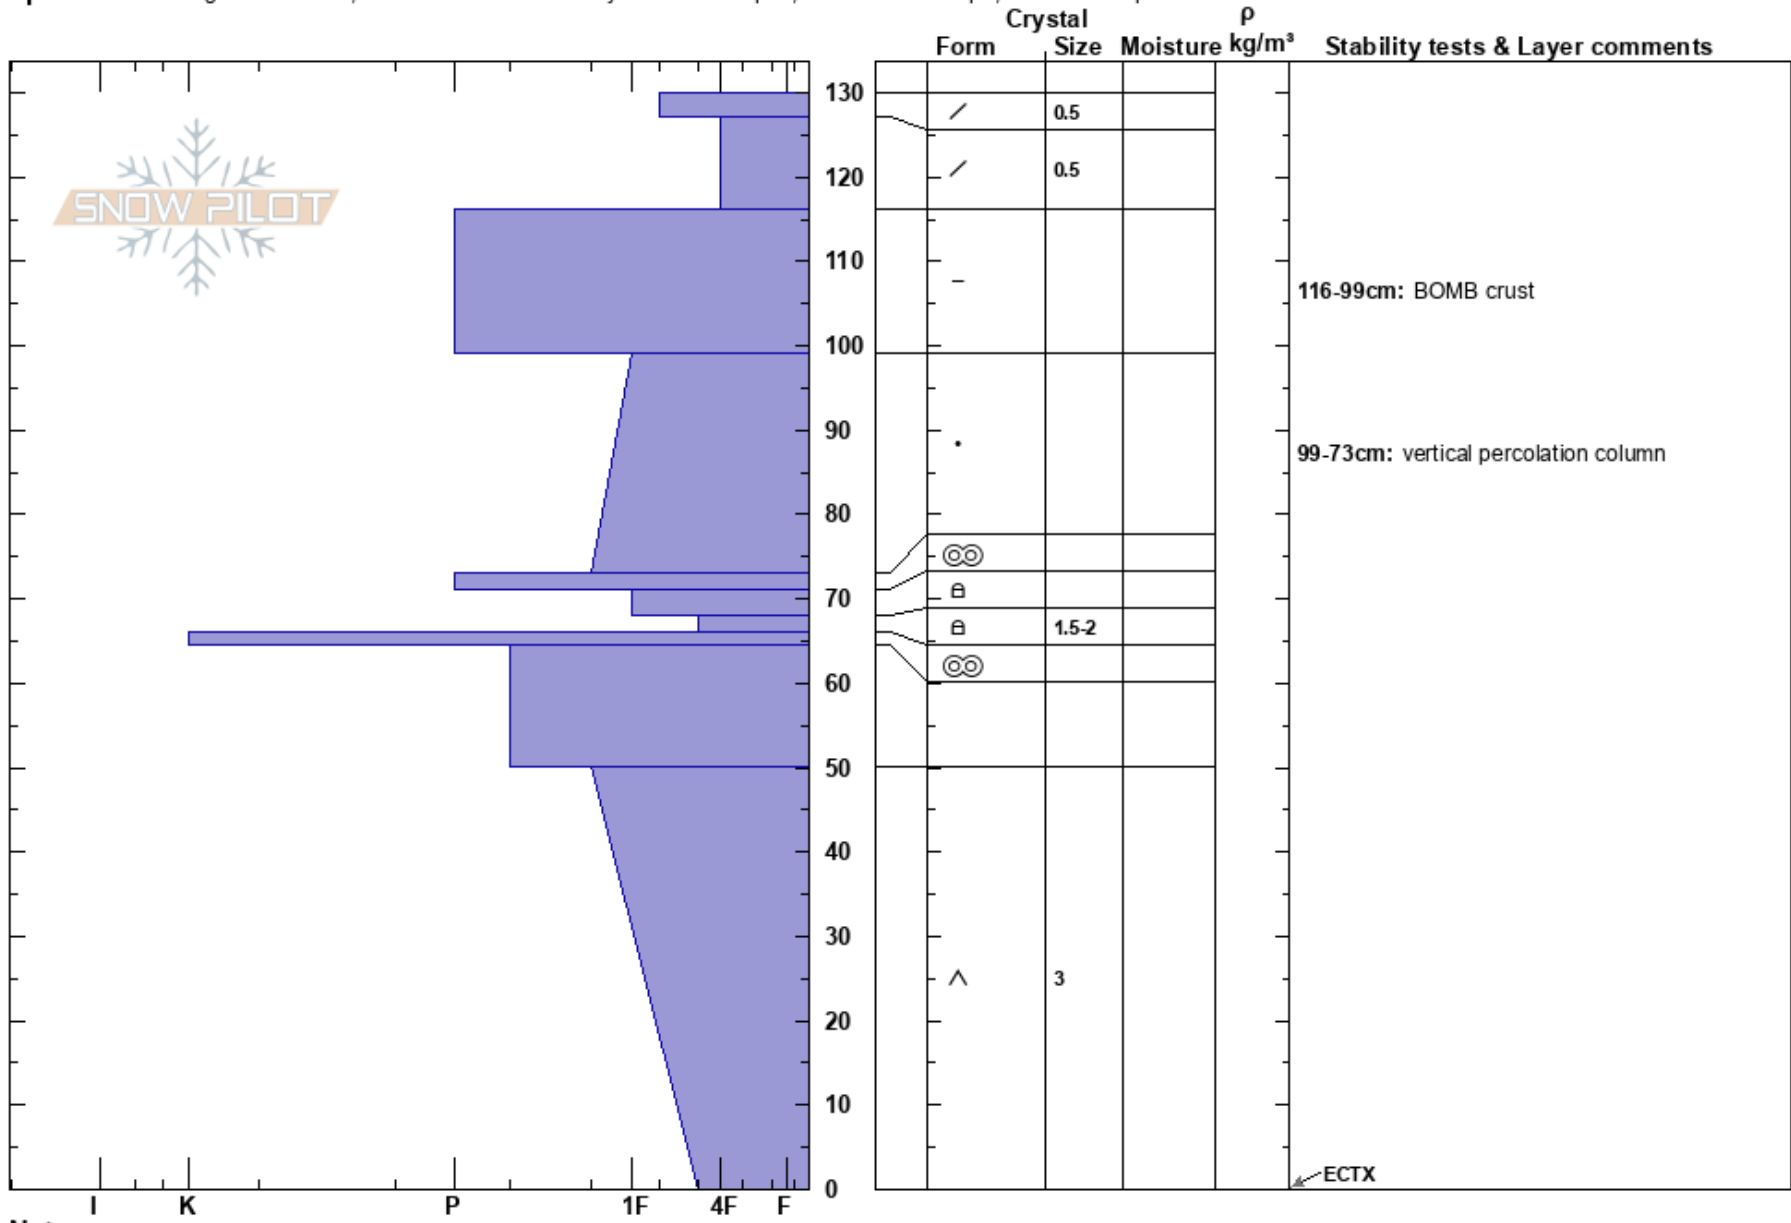 Crystal ρ
Form Size Moisture kg/m³ Stability tests & Layer comments
130
0.5
SNOW PILOT
120
0.5
110
116-99cm: BOMB crust
100
90
99-73cm: vertical percolation column
80
70
1.5-2
60
50
40
30
3
20
10
ECTX
0
I K P 1F 4F F